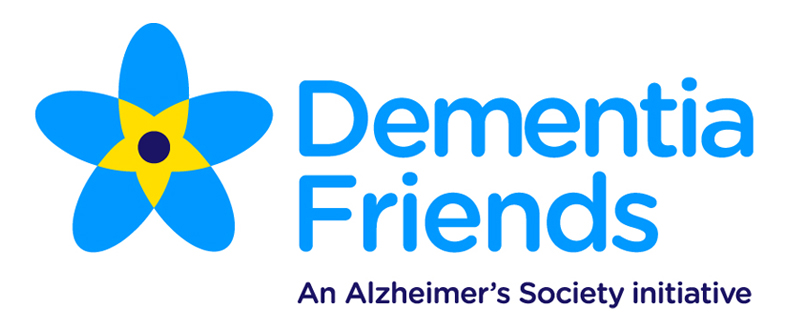 Dementia
Friends
An Alzheimer's Society initiative